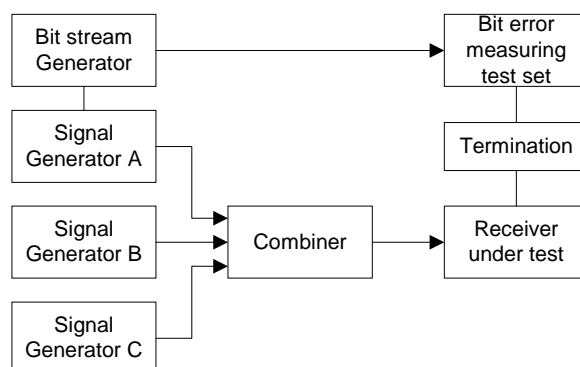 Bit stream
Generator
Bit error
measuring
test set
Signal
Generator A
Termination
Signal
Generator B
Combiner
Receiver
under test
Signal
Generator C